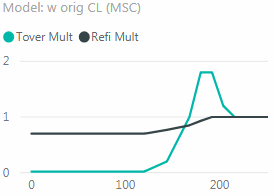 Model: w orig CL (MSC)
Tover Mult Refi Mult
2
1
0
0 100 200